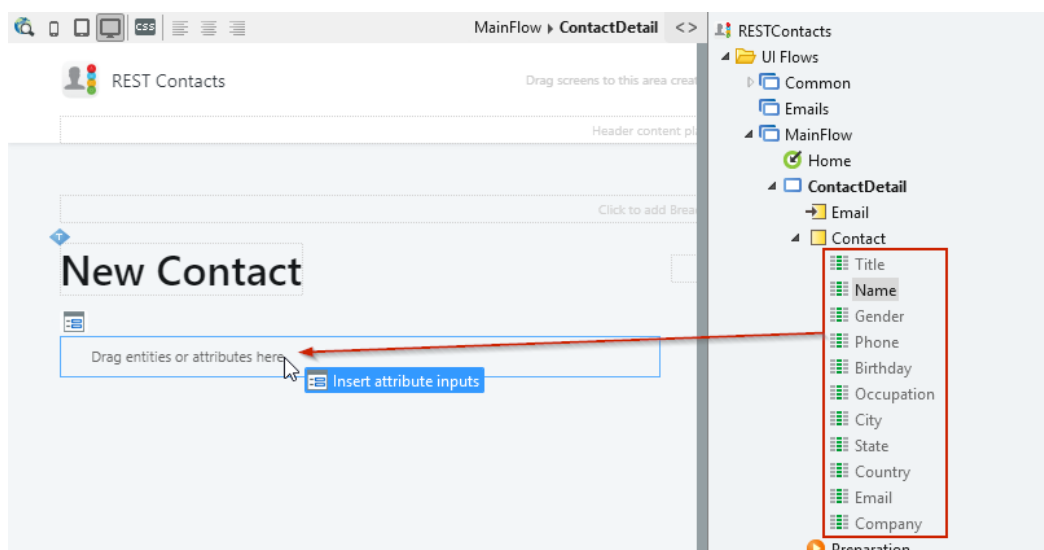 css
MainFlow ▸ ContactDetail <>
REST Contacts
Drag screens to this area crea
Header content pl
Click to add Brea
T
New Contact
Drag entities or attributes here
Insert attribute inputs
RESTContacts
UI Flows
Common
Emails
MainFlow
Home
ContactDetail
Email
Contact
Title
Name
Gender
Phone
Birthday
Occupation
City
State
Country
Email
Company
Preparation